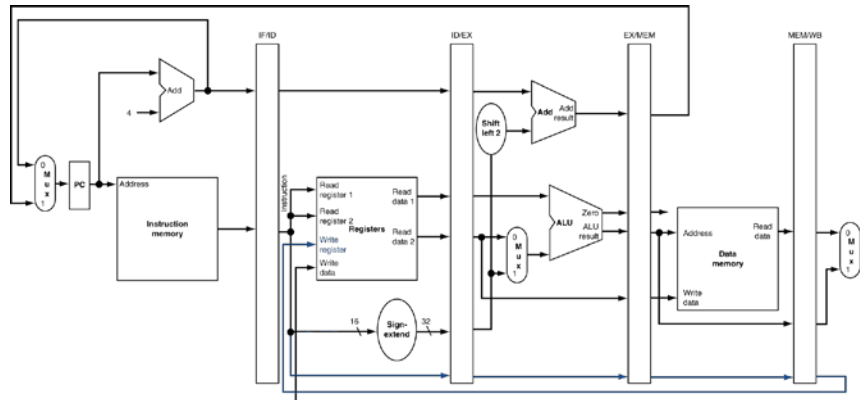 IF/ID
ID/EX
EX/MEM
MEM/WB
Add
4
Shift
left 2
Add
Add
result
0
M
u
x
1
PC
Address
Instruction
memory
Instruction
Read
register 1
Read
register 2
Write
register
Write
data
Registers
Read
data 1
Read
data 2
0
M
u
x
1
ALU
Zero
ALU
result
Address
Write
data
Data
memory
Read
data
0
M
u
x
1
16
Sign-
extend
32